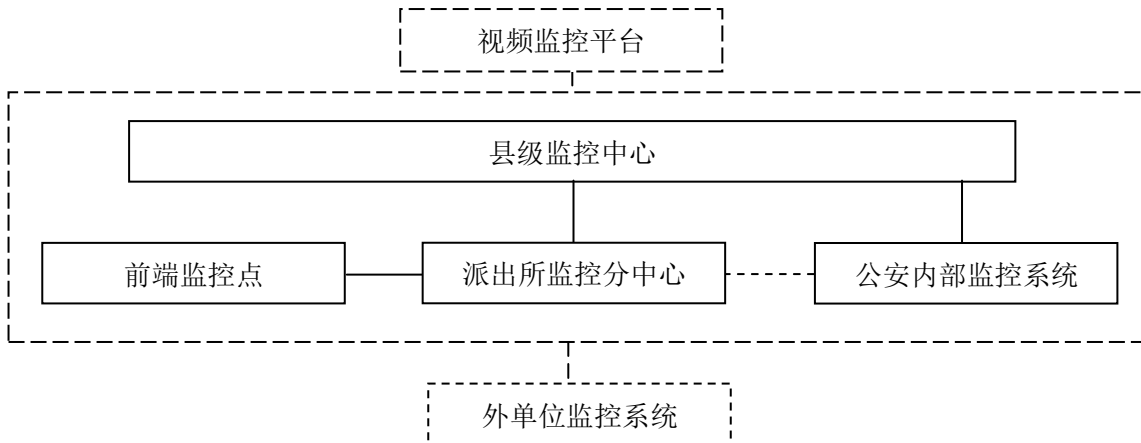 视频监控平台
县级监控中心
前端监控点
派出所监控分中心
公安内部监控系统
外单位监控系统